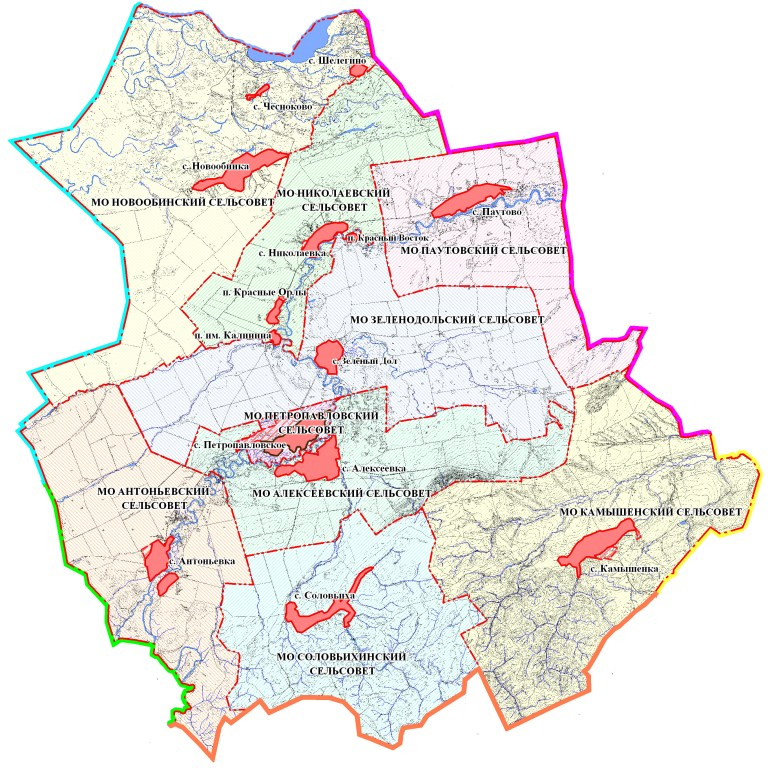 с. Шелегино
с. Чесноково
с. Новообинка
МО НОВООБИНСКИЙ СЕЛЬСОВЕТ
МО НИКОЛАЕВСКИЙ
СЕЛЬСОВЕТ
с. Паутово
п. Красный Восток
с. Николаевка
МО ПАУТОВСКИЙ СЕЛЬСОВЕТ
п. Красные Орлы
МО ЗЕЛЕНОДОЛЬСКИЙ СЕЛЬСОВЕТ
п. им. Калинина
с. Зелёный Дол
МО ПЕТРОПАВЛОВСКИЙ
СЕЛЬСОВЕТ
с. Петропавловское
с. Алексеевка
МО АНТОНЬЕВСКИЙ
СЕЛЬСОВЕТ
МО АЛЕКСЕЕВСКИЙ СЕЛЬСОВЕТ
МО КАМЫШЕНСКИЙ СЕЛЬСОВЕТ
с. Антоньевка
с. Камышенка
с. Соловьиха
МО СОЛОВЬИХИНСКИЙ
СЕЛЬСОВЕТ